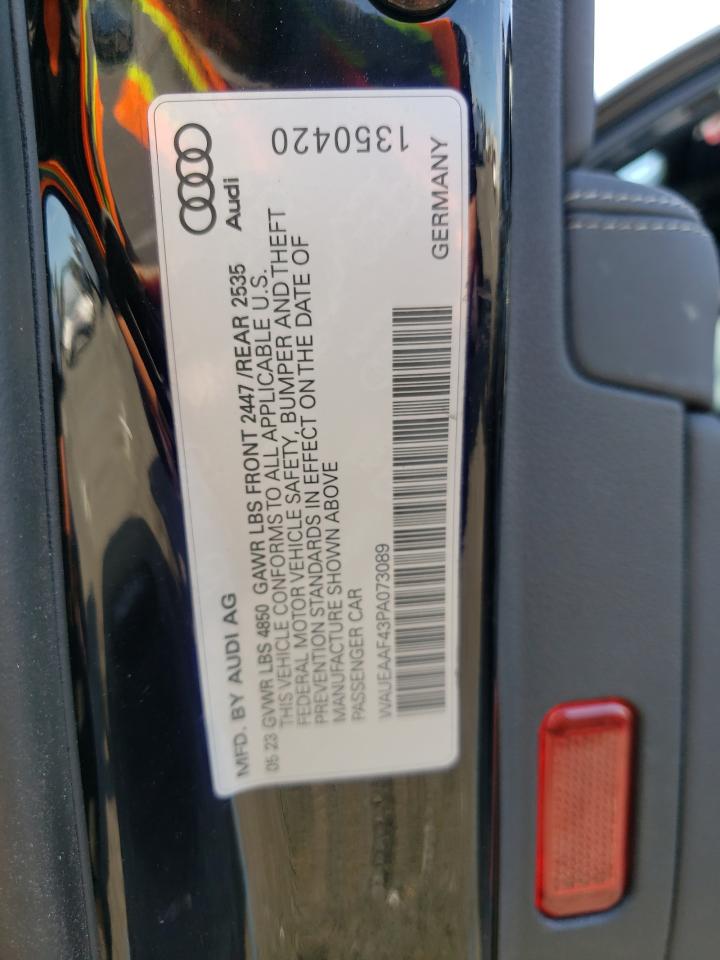 MFD. BY AUDI AG
Audi
05 23 GVWR LBS 4850 GAWR LBS FRONT 2447 /REAR 2535
THIS VEHICLE CONFORMS TO ALL APPLICABLE U.S.
FEDERAL MOTOR VEHICLE SAFETY, BUMPER AND THEFT
PREVENTION STANDARDS IN EFFECT ON THE DATE OF
MANUFACTURE SHOWN ABOVE
PASSENGER CAR
WAUEAAF43PA073089
GERMANY
1350420